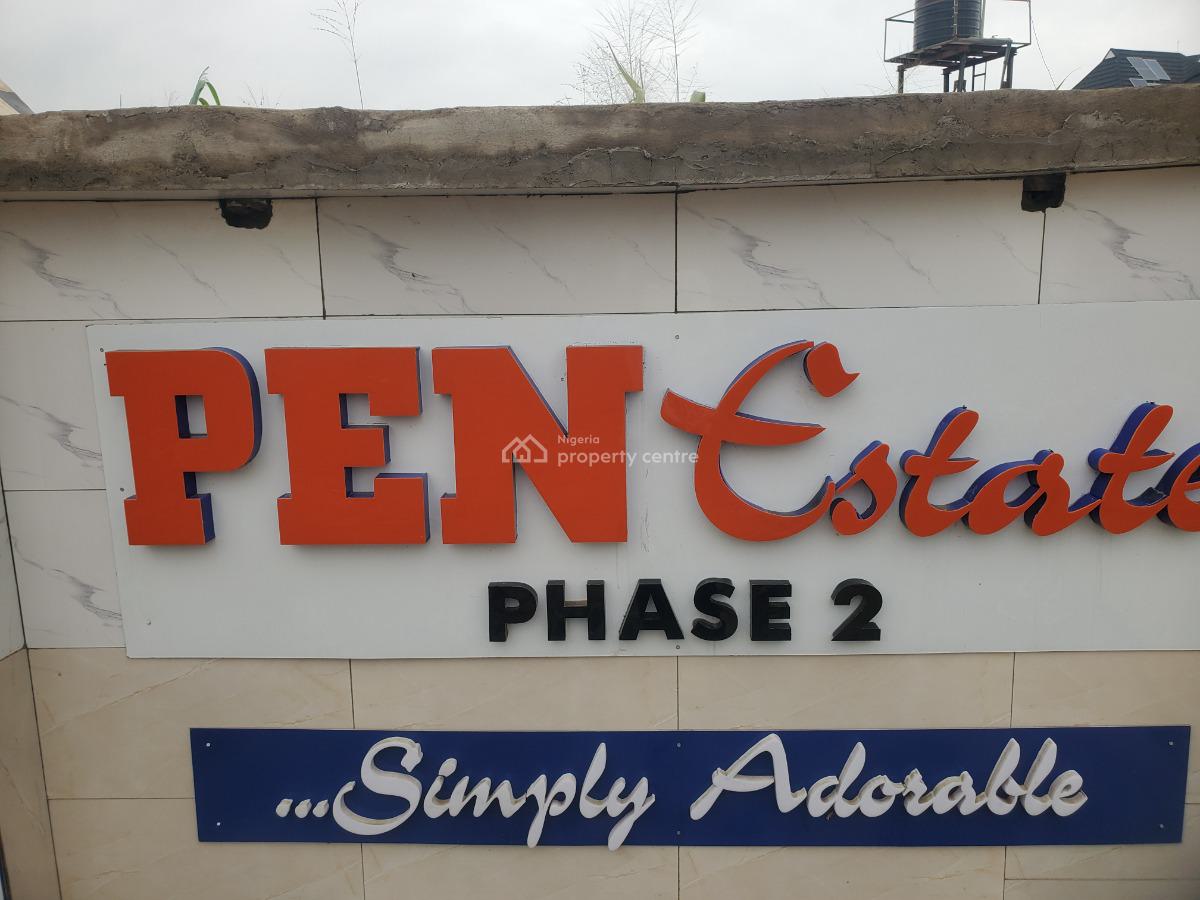 PEN Estate
Nigeria
property centre
PHASE 2
...Simply Adorable